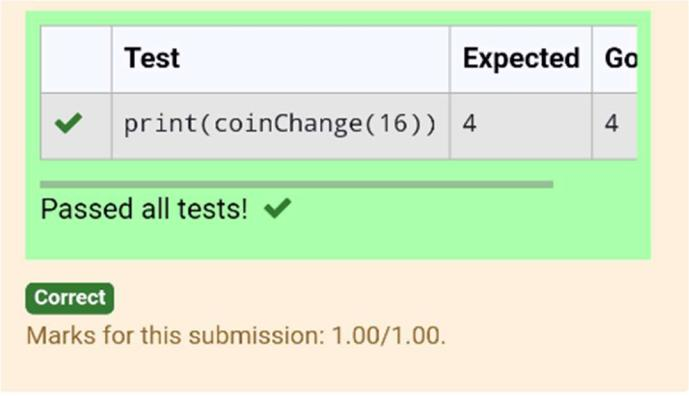 Test Expected Go
print(coinChange(16)) 4 4
Passed all tests!
Correct
Marks for this submission: 1.00/1.00.